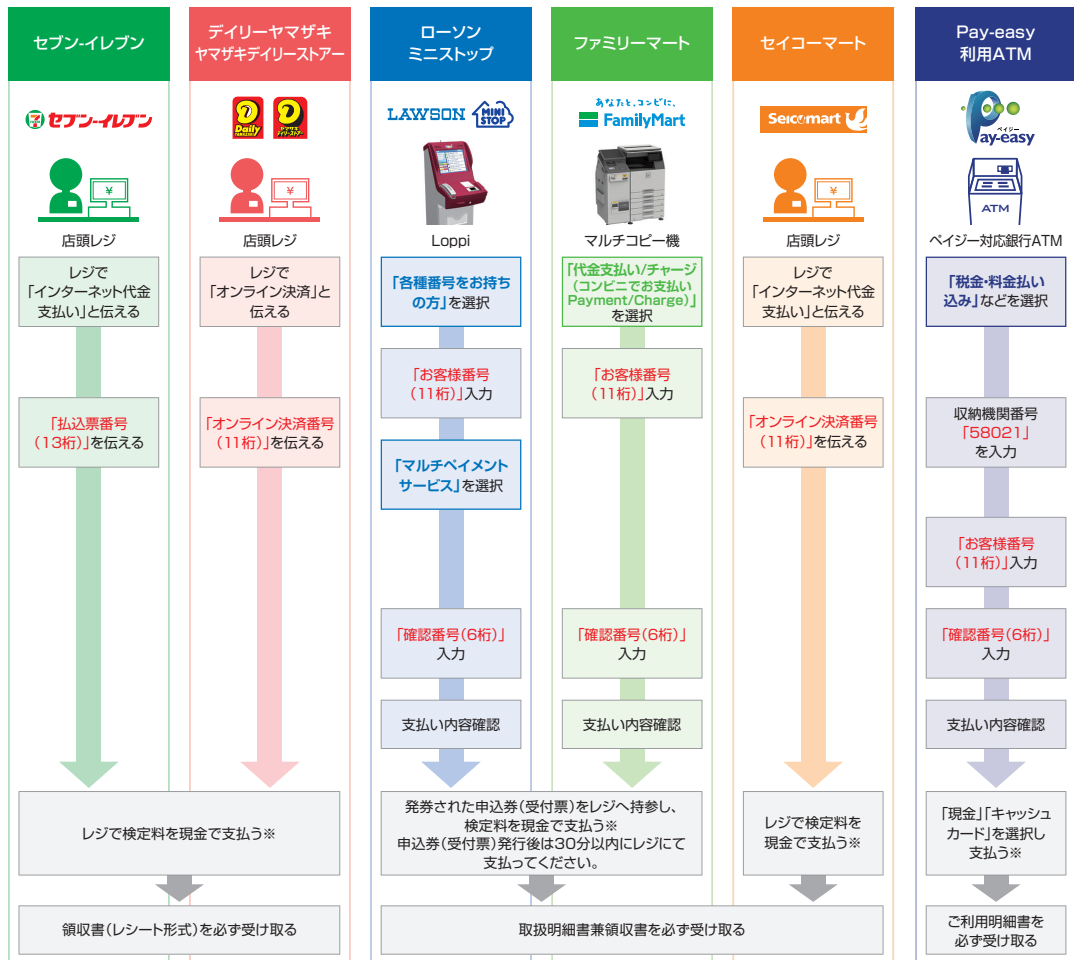 セブン-イレブン
デイリーヤマザキ
ヤマザキデイリーストアー
ローソン
ミニストップ
ファミリーマート
セイコーマート
Pay-easy
利用ATM
セブン-イレブン
Daily
YAMAZAKI
ヤマザキ
デイリーストアー
LAWSON
MINI
STOP
あなたと、コンビに、
FamilyMart
Seicomart
ペイジー
Pay-easy
¥
¥
¥
ATM
店頭レジ
店頭レジ
Loppi
マルチコピー機
店頭レジ
ペイジー対応銀行ATM
レジで
「インターネット代金
支払い」と伝える
レジで
「オンライン決済」と
伝える
「各種番号をお持ち
の方」を選択
「代金支払い/チャージ
(コンビニでお支払い
Payment/Charge)」
を選択
レジで
「インターネット代金
支払い」と伝える
「税金・料金払い
込み」などを選択
「お客様番号
(11桁)」入力
「お客様番号
(11桁)」入力
「払込票番号
(13桁)」を伝える
「オンライン決済番号
(11桁)」を伝える
「マルチペイメント
サービス」を選択
「オンライン決済番号
(11桁)」を伝える
収納機関番号
「58021」
を入力
「お客様番号
(11桁)」入力
「確認番号(6桁)」
入力
「確認番号(6桁)」
入力
「確認番号(6桁)」
入力
支払い内容確認
支払い内容確認
支払い内容確認
レジで検定料を現金で支払う※
発券された申込券(受付票)をレジへ持参し、
検定料を現金で支払う※
申込券(受付票)発行後は30分以内にレジにて
支払ってください。
レジで検定料を
現金で支払う※
「現金」「キャッシュ
カード」を選択し
支払う※
領収書(レシート形式)を必ず受け取る
取扱明細書兼領収書を必ず受け取る
ご利用明細書を
必ず受け取る